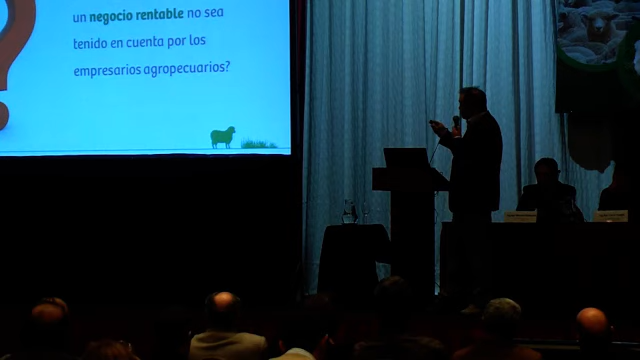 un negocio rentable no sea
tenido en cuenta por los
empresarios agropecuarios?